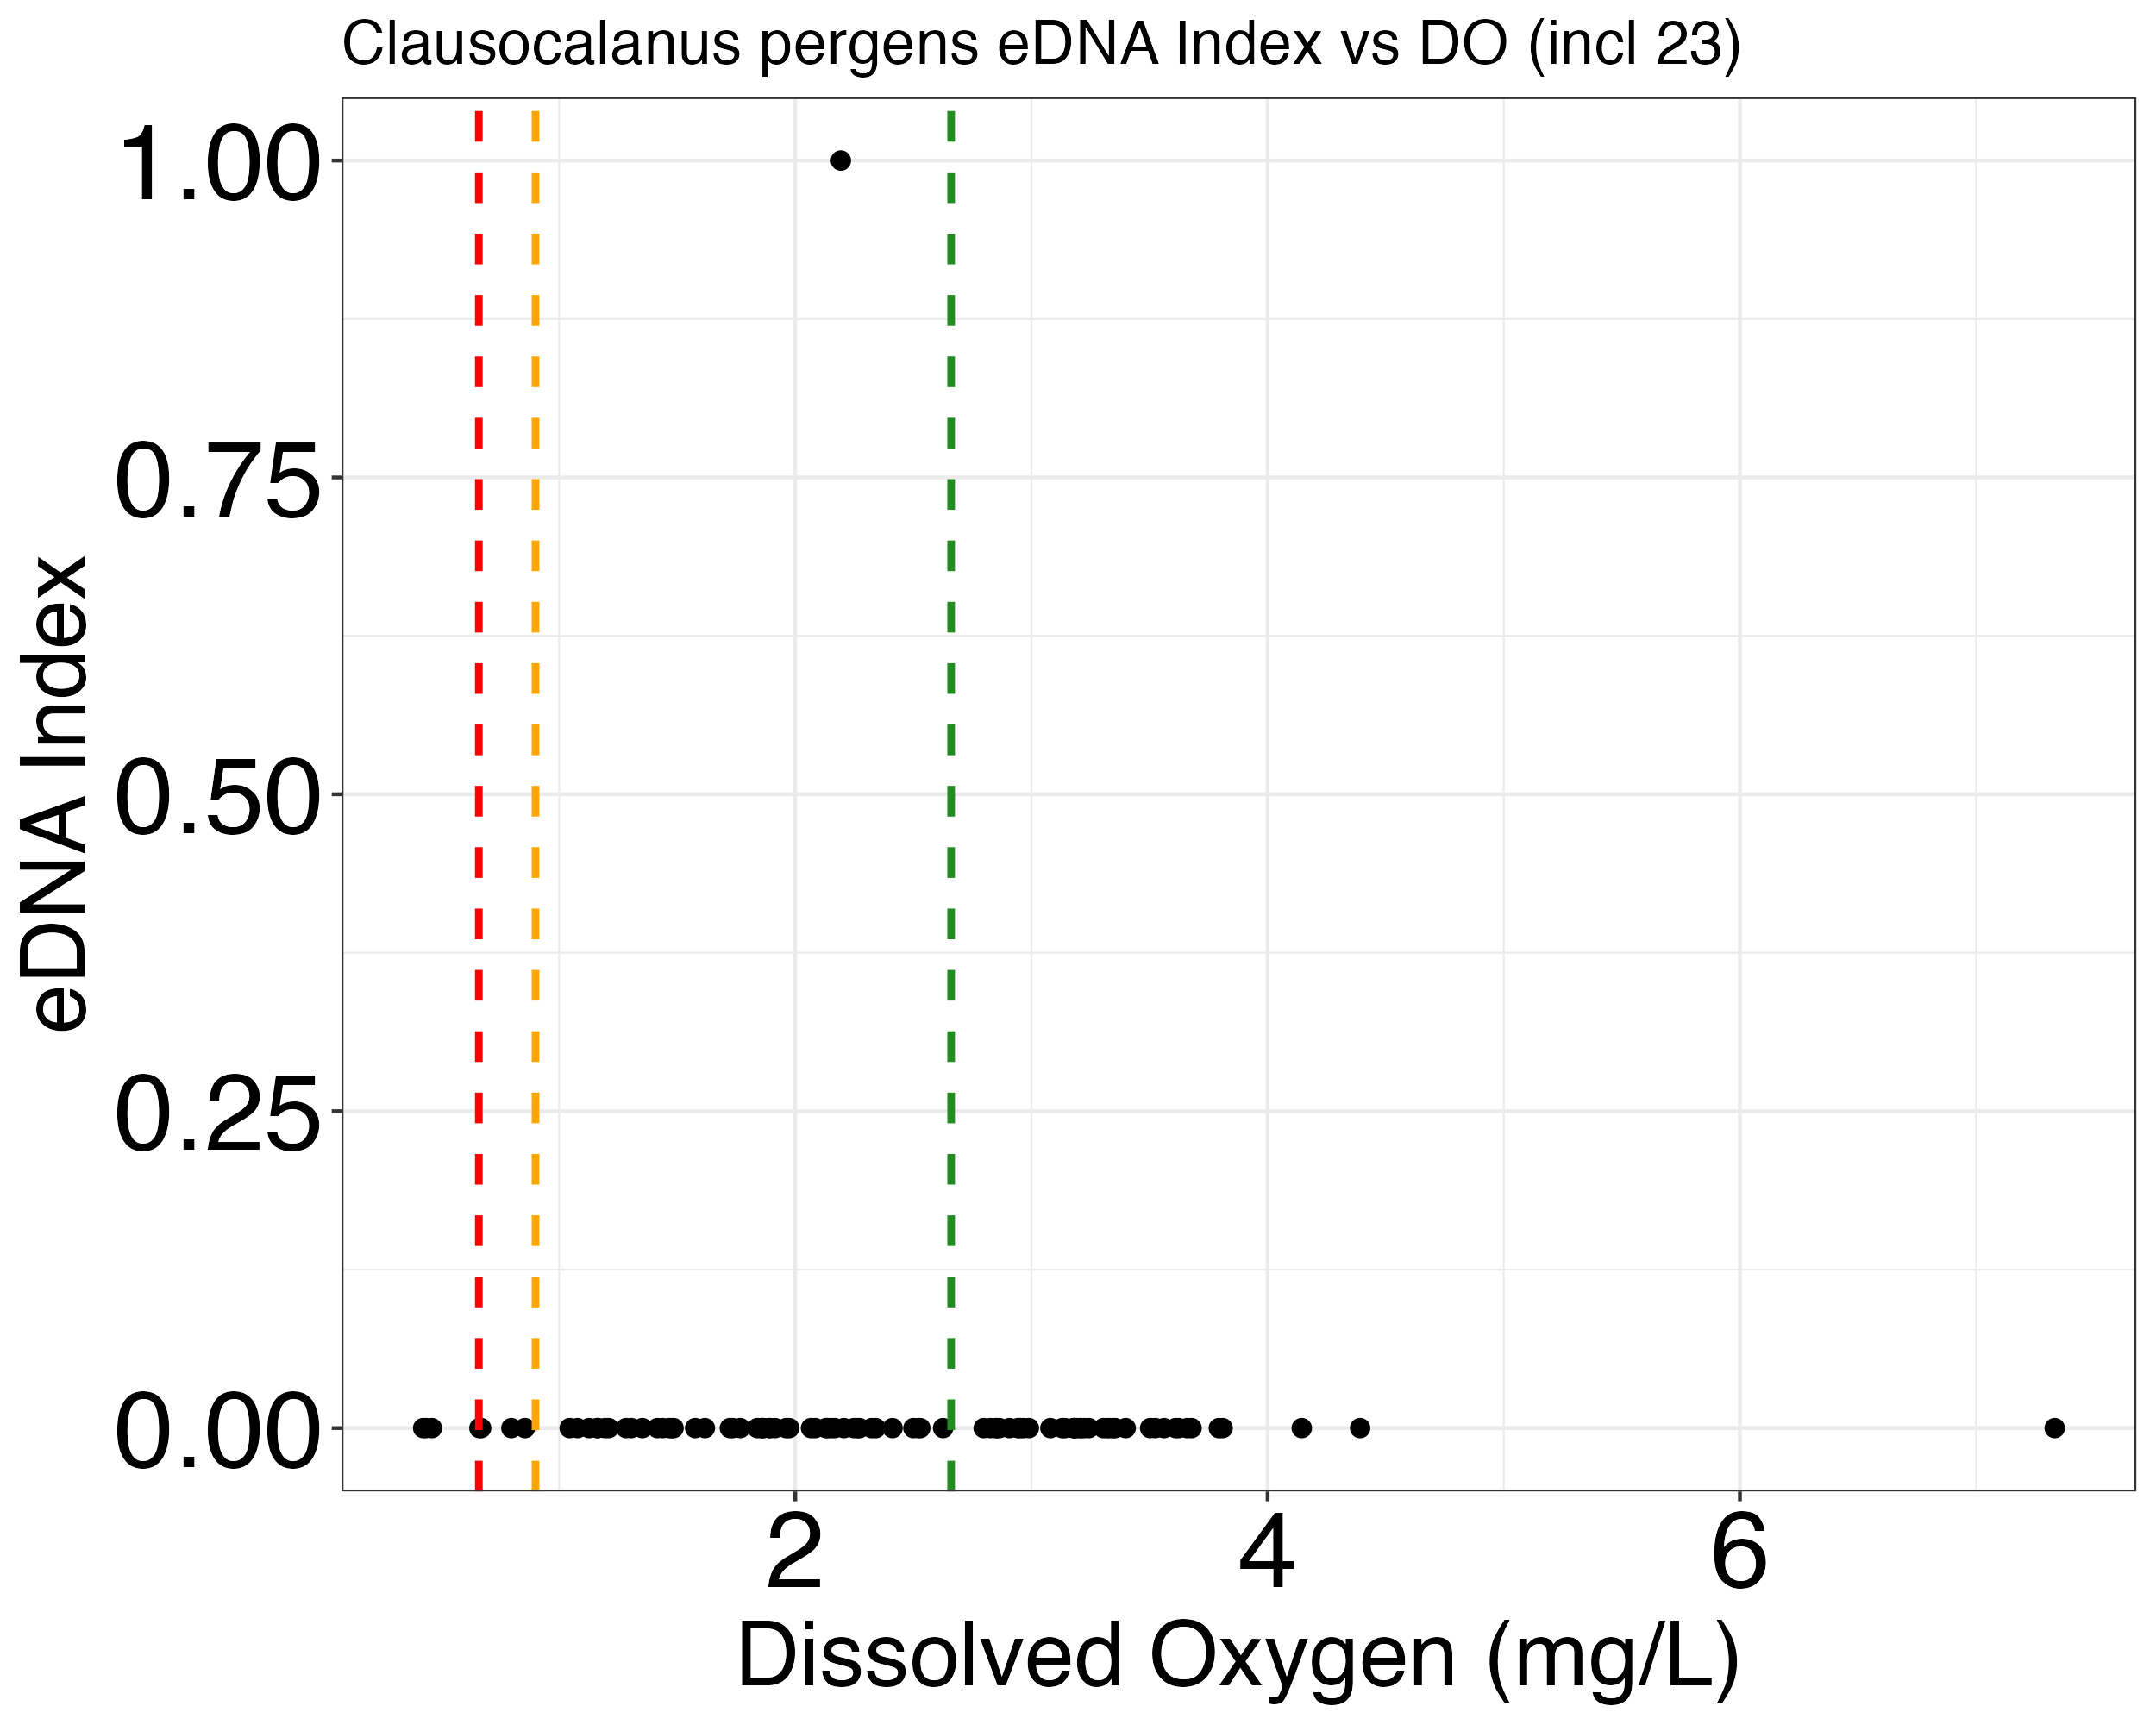 Clausocalanus pergens eDNA Index vs DO (incl 23)
1.00
0.75
0.50
0.25
0.00
eDNA Index
2 4 6
Dissolved Oxygen (mg/L)